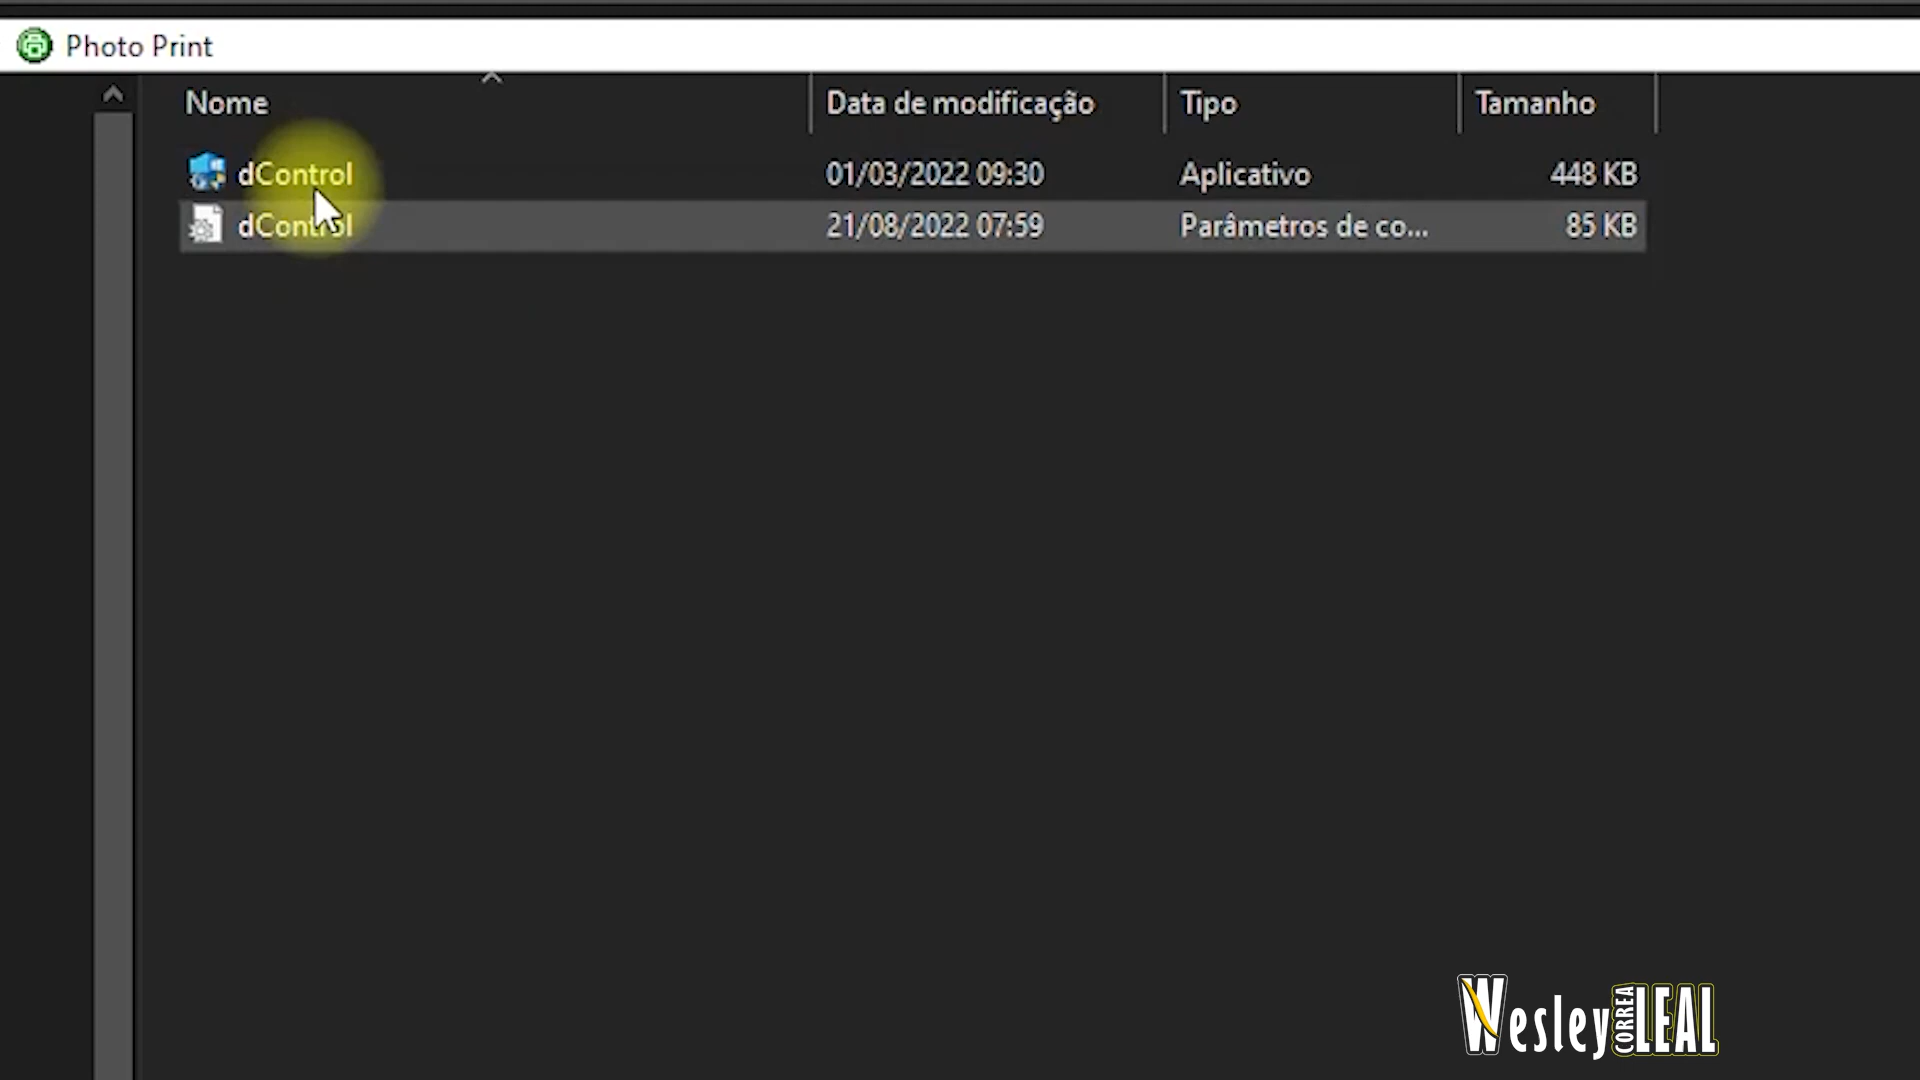 Photo Print
Nome Data de modificação Tipo Tamanho
dControl 01/03/2022 09:30 Aplicativo 448 KB
dControl 21/08/2022 07:59 Parâmetros de co... 85 KB
Wesley CORREA LEAL